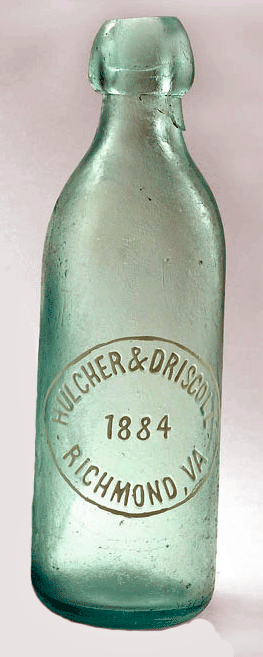 HULCHER & DRISCOLL
1884
RICHMOND, VA